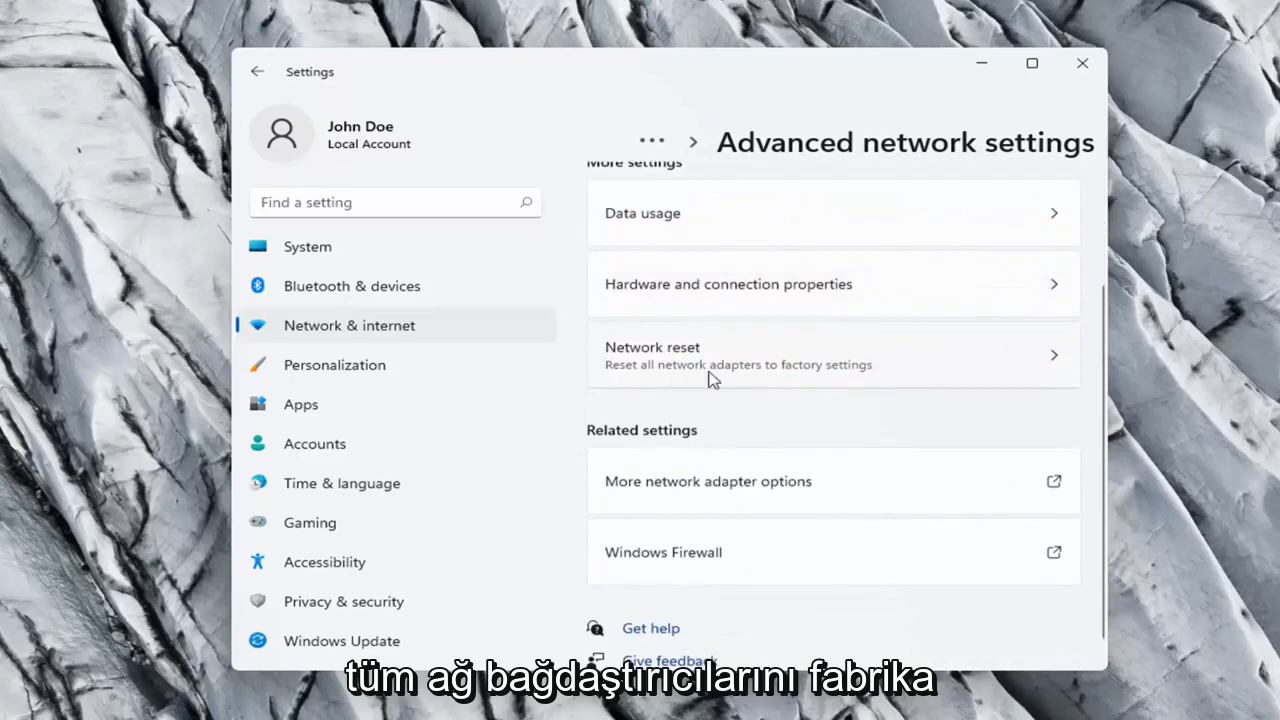 Settings
John Doe
Local Account
Find a setting
System
Bluetooth & devices
Network & internet
Personalization
Apps
Accounts
Time & language
Gaming
Accessibility
Privacy & security
Windows Update
Advanced network settings
More settings
Data usage
Hardware and connection properties
Network reset
Reset all network adapters to factory settings
Related settings
More network adapter options
Windows Firewall
Get help
Give feedback
tüm ağ bağdaştırıcılarını fabrika